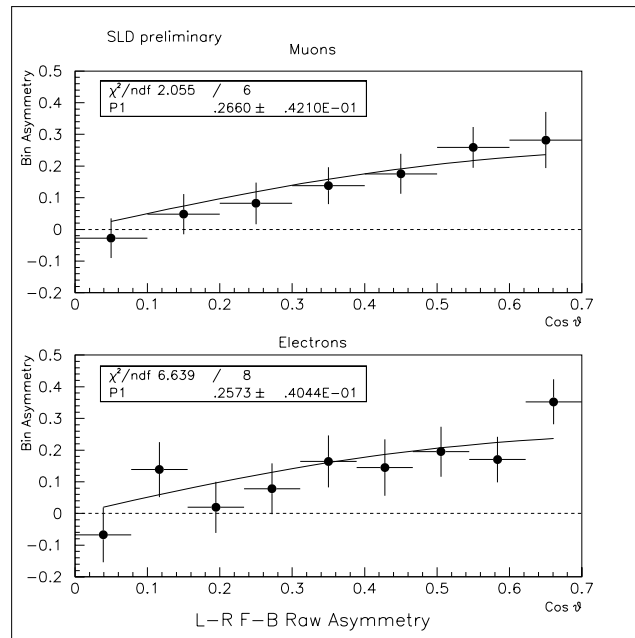 SLD preliminary
Muons
Bin Asymmetry
χ²/ndf 2.055 / 6
P1 .2660 ± .4210E-01
0.5
0.4
0.3
0.2
0.1
0
-0.1
-0.2
0 0.1 0.2 0.3 0.4 0.5 0.6 0.7
Cos ϑ
Electrons
Bin Asymmetry
χ²/ndf 6.639 / 8
P1 .2573 ± .4044E-01
0.5
0.4
0.3
0.2
0.1
0
-0.1
-0.2
0 0.1 0.2 0.3 0.4 0.5 0.6 0.7
Cos ϑ
L-R F-B Raw Asymmetry